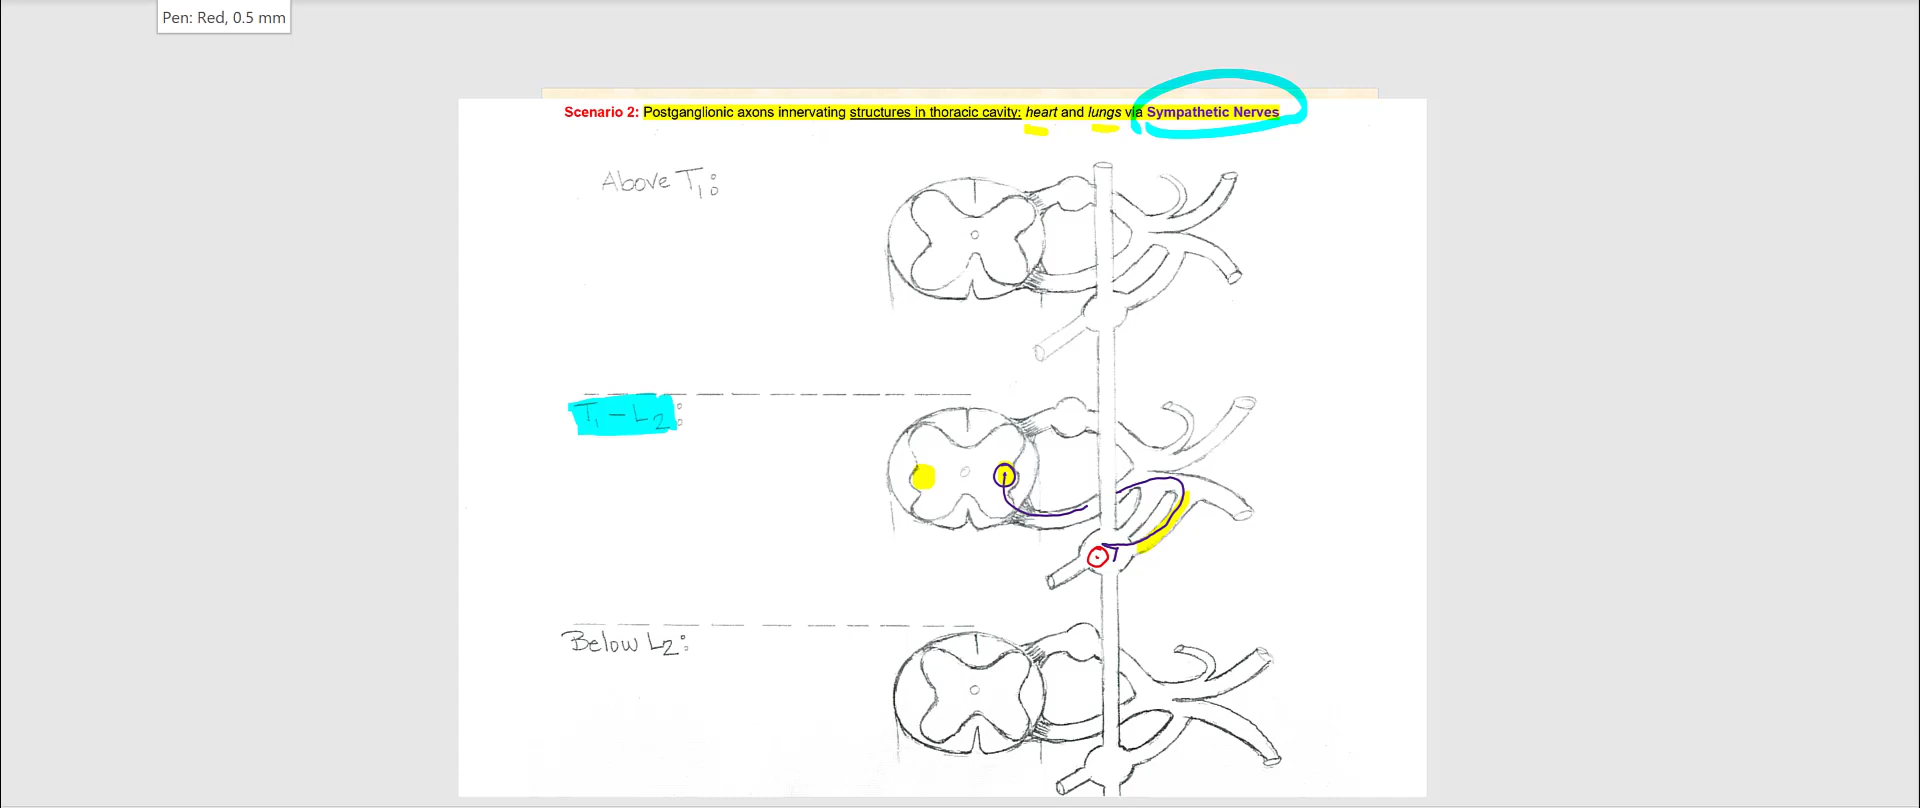 Pen: Red, 0.5 mm
Scenario 2: Postganglionic axons innervating structures in thoracic cavity: heart and lungs via Sympathetic Nerves
Above T1:
T1 - L2:
Below L2: